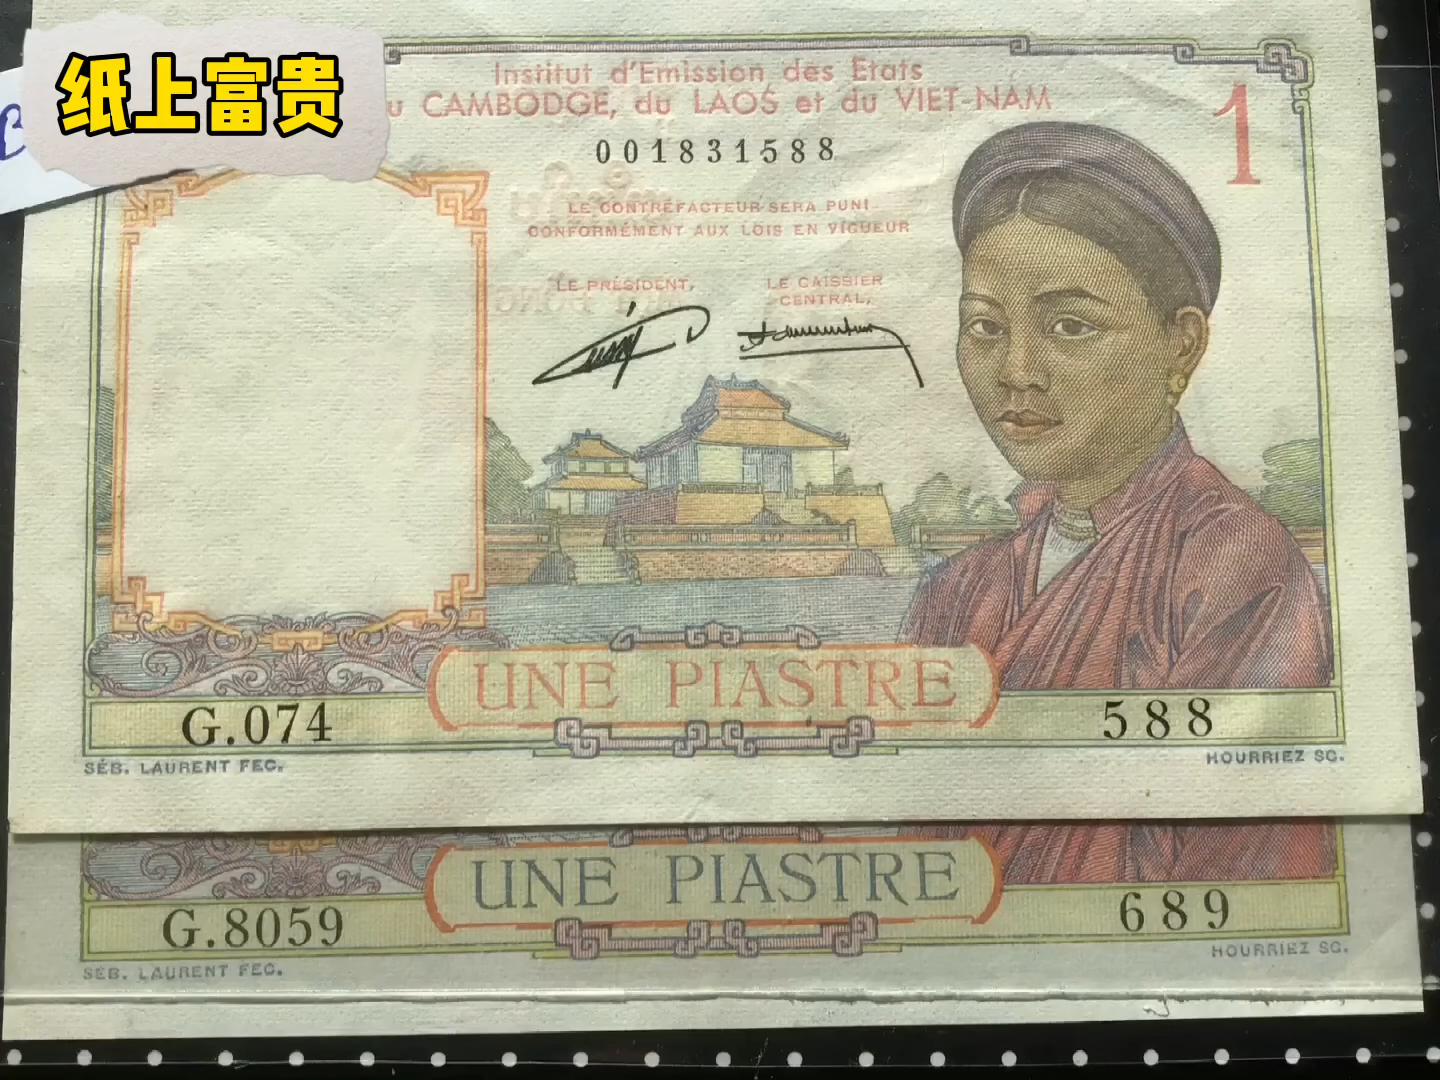 纸上富贵
Institut d'Emission des Etats
u CAMBODGE, du LAOS et du VIET-NAM
1
001831588
LE CONTREFACTEUR SERA PUNI
CONFORMÉMENT AUX LOIS EN VIGUEUR
LE PRÉSIDENT,
LE CAISSIER
CENTRAL,
UNE PIASTRE
G.074
588
SÉB. LAURENT FEC.
HOURRIEZ SC.
UNE PIASTRE
G.8059
689
SÉB. LAURENT FEC.
HOURRIEZ SC.